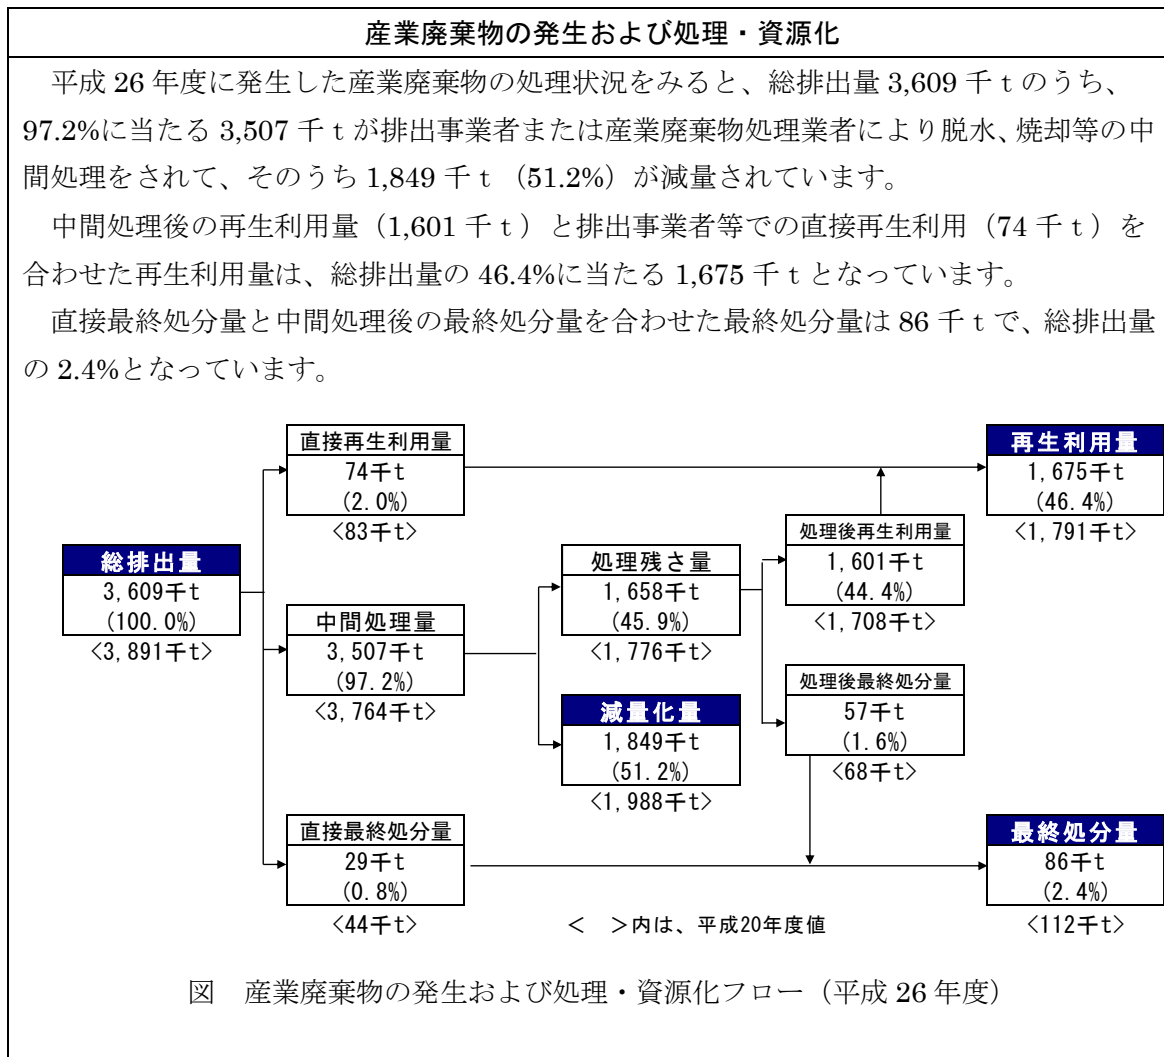 産業廃棄物の発生および処理・資源化
平成 26 年度に発生した産業廃棄物の処理状況をみると、総排出量 3,609 千ｔのうち、
97.2%に当たる 3,507 千ｔが排出事業者または産業廃棄物処理業者により脱水、焼却等の中
間処理をされて、そのうち 1,849 千ｔ（51.2%）が減量されています。
中間処理後の再生利用量（1,601 千ｔ）と排出事業者等での直接再生利用（74 千ｔ）を
合わせた再生利用量は、総排出量の 46.4%に当たる 1,675 千ｔとなっています。
直接最終処分量と中間処理後の最終処分量を合わせた最終処分量は 86 千ｔで、総排出量
の 2.4%となっています。
総排出量
3,609千t
(100.0%)
<3,891千t>
直接再生利用量
74千t
(2.0%)
<83千t>
中間処理量
3,507千t
(97.2%)
<3,764千t>
直接最終処分量
29千t
(0.8%)
<44千t>
処理残さ量
1,658千t
(45.9%)
<1,776千t>
減量化量
1,849千t
(51.2%)
<1,988千t>
処理後再生利用量
1,601千t
(44.4%)
<1,708千t>
処理後最終処分量
57千t
(1.6%)
<68千t>
再生利用量
1,675千t
(46.4%)
<1,791千t>
最終処分量
86千t
(2.4%)
<112千t>
＜　＞内は、平成20年度値
図　産業廃棄物の発生および処理・資源化フロー（平成 26 年度）